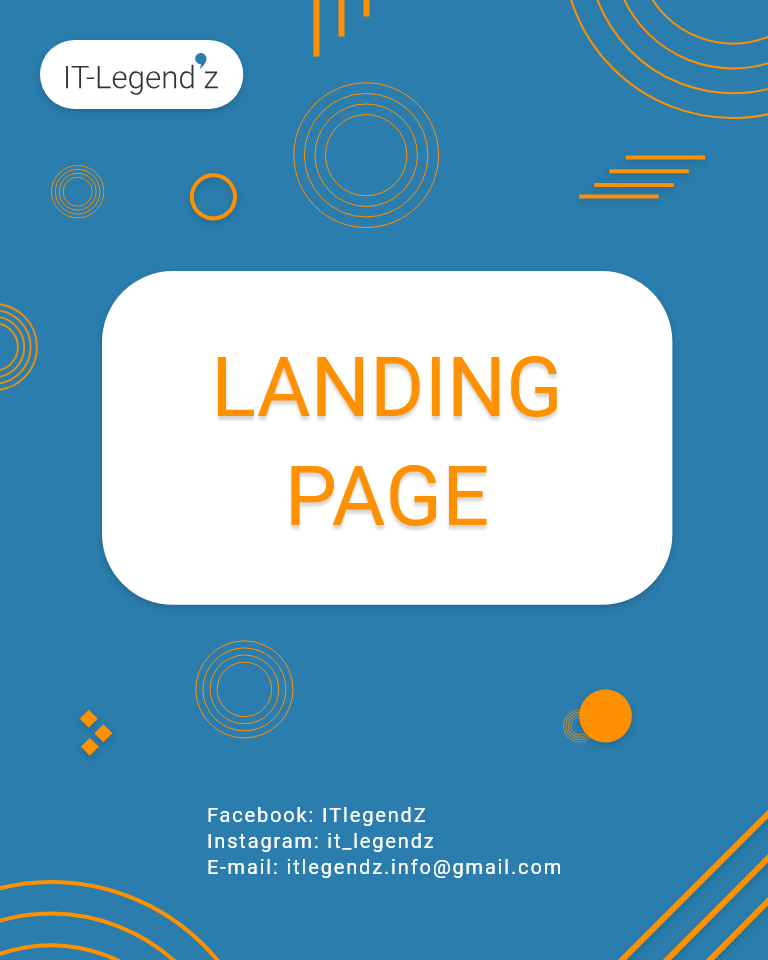 IT-Legend'z
LANDING
PAGE
Facebook: ITlegendZ
Instagram: it_legendz
E-mail: itlegendz.info@gmail.com